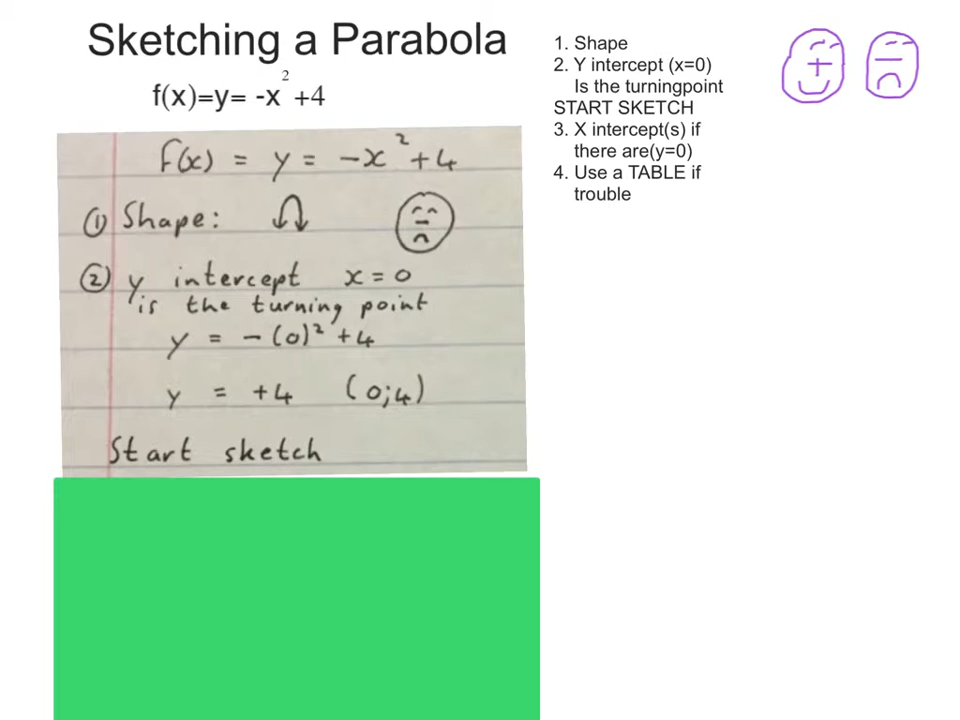 Sketching a Parabola
f(x)=y= -x² +4
1. Shape
2. Y intercept (x=0)
Is the turningpoint
START SKETCH
3. X intercept(s) if
there are(y=0)
4. Use a TABLE if
trouble
f(x) = y = -x² +4
① Shape:
② y intercept x=0
is the turning point
y = -(0)² +4
y = +4 (0;4)
Start sketch